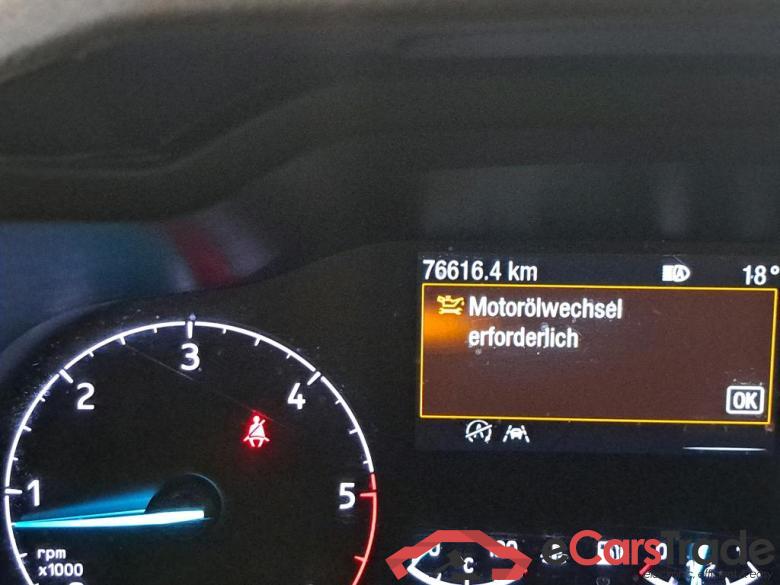 76616.4 km 18°
Motorölwechsel
erforderlich
OK
3
2 4
1 5
rpm
x1000
eCarsTrade
C